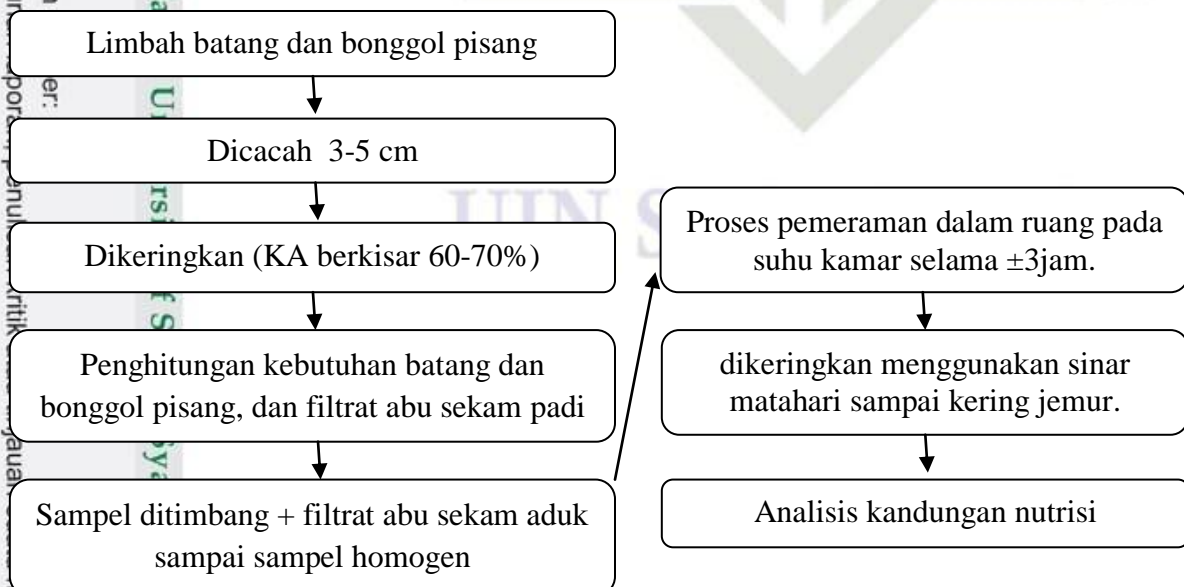 Limbah batang dan bonggol pisang
Dicacah 3-5 cm
Dikeringkan (KA berkisar 60-70%)
Penghitungan kebutuhan batang dan
bonggol pisang, dan filtrat abu sekam padi
Sampel ditimbang + filtrat abu sekam aduk
sampai sampel homogen
Proses pemeraman dalam ruang pada
suhu kamar selama ±3jam.
dikeringkan menggunakan sinar
matahari sampai kering jemur.
Analisis kandungan nutrisi
UIN S